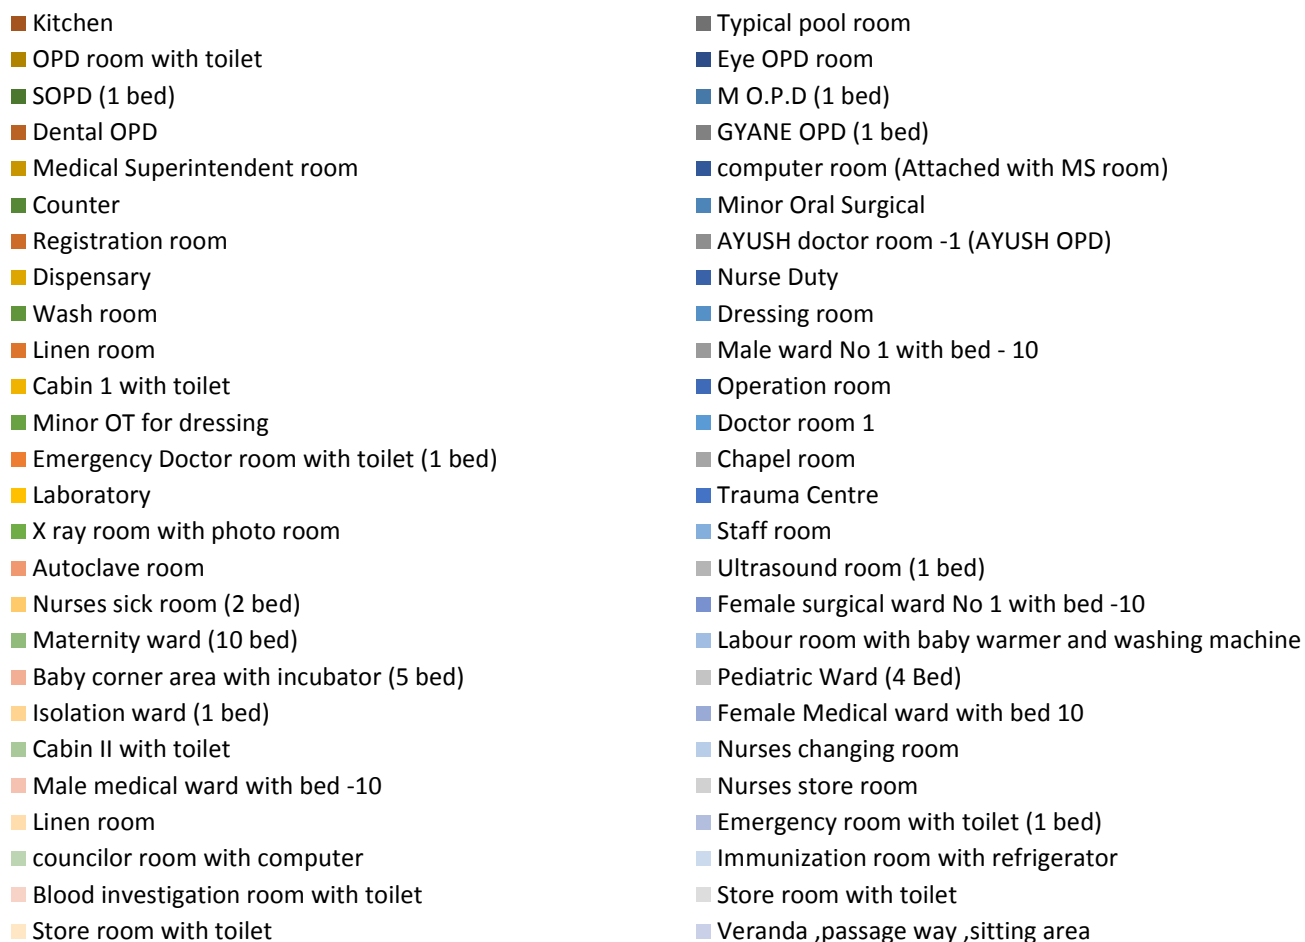 Kitchen
Typical pool room
OPD room with toilet
Eye OPD room
SOPD (1 bed)
M O.P.D (1 bed)
Dental OPD
GYANE OPD (1 bed)
Medical Superintendent room
computer room (Attached with MS room)
Counter
Minor Oral Surgical
Registration room
AYUSH doctor room -1 (AYUSH OPD)
Dispensary
Nurse Duty
Wash room
Dressing room
Linen room
Male ward No 1 with bed - 10
Cabin 1 with toilet
Operation room
Minor OT for dressing
Doctor room 1
Emergency Doctor room with toilet (1 bed)
Chapel room
Laboratory
Trauma Centre
X ray room with photo room
Staff room
Autoclave room
Ultrasound room (1 bed)
Nurses sick room (2 bed)
Female surgical ward No 1 with bed -10
Maternity ward (10 bed)
Labour room with baby warmer and washing machine
Baby corner area with incubator (5 bed)
Pediatric Ward (4 Bed)
Isolation ward (1 bed)
Female Medical ward with bed 10
Cabin II with toilet
Nurses changing room
Male medical ward with bed -10
Nurses store room
Linen room
Emergency room with toilet (1 bed)
councilor room with computer
Immunization room with refrigerator
Blood investigation room with toilet
Store room with toilet
Store room with toilet
Veranda ,passage way ,sitting area